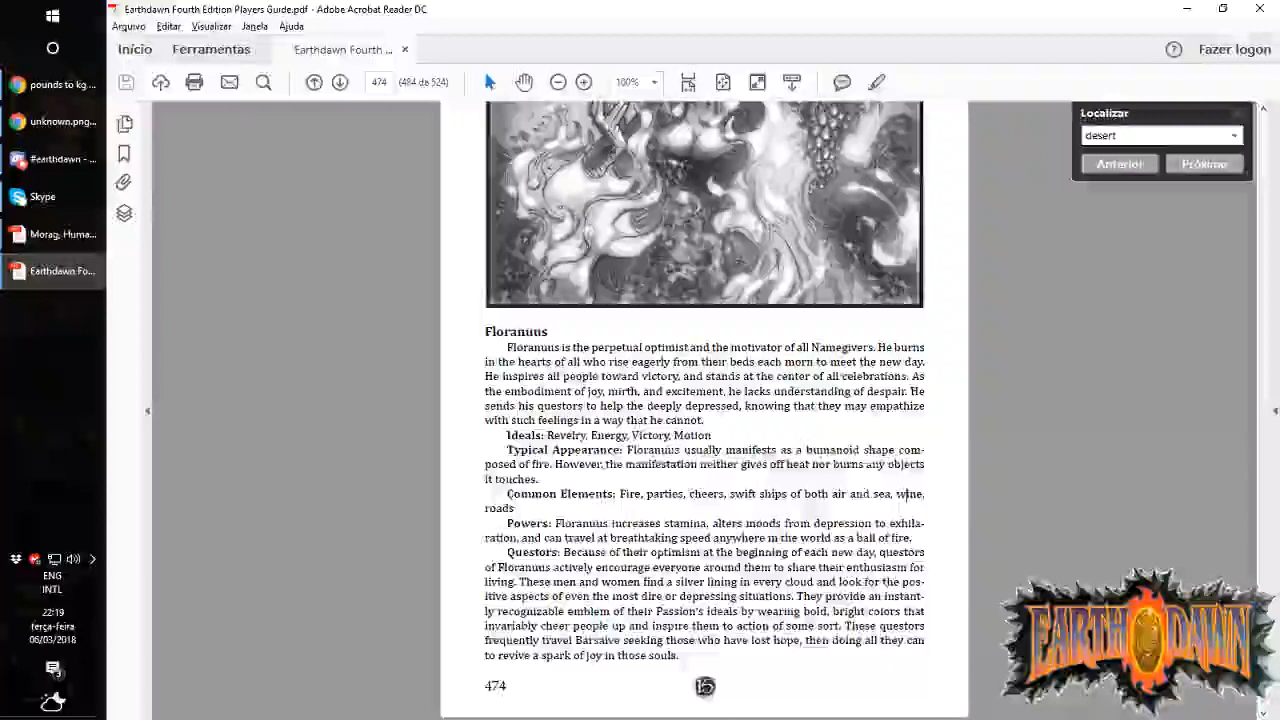 Earthdawn Fourth Edition Players Guide.pdf - Adobe Acrobat Reader DC
Arquivo Editar Visualizar Janela Ajuda
Início Ferramentas Earthdawn Fourth ... × ? Fazer logon
474 (484 de 524) 100%
pounds to kg ...
unknown.png...
#earthdawn - ...
Skype
Morag, Huma...
Earthdawn Fo...
Localizar
desert
Anterior Próximo
Floranuus
Floranuus is the perpetual optimist and the motivator of all Namegivers. He burns
in the hearts of all who rise eagerly from their beds each morn to meet the new day.
He inspires all people toward victory, and stands at the center of all celebrations. As
the embodiment of joy, mirth, and excitement, he lacks understanding of despair. He
sends his questors to help the deeply depressed, knowing that they may empathize
with such feelings in a way that he cannot.
Ideals: Revelry, Energy, Victory, Motion
Typical Appearance: Floranuus usually manifests as a humanoid shape com-
posed of fire. However, the manifestation neither gives off heat nor burns any objects
it touches.
Common Elements: Fire, parties, cheers, swift ships of both air and sea, wine,
roads
Powers: Floranuus increases stamina, alters moods from depression to exhila-
ration, and can travel at breathtaking speed anywhere in the world as a ball of fire.
Questors: Because of their optimism at the beginning of each new day, questors
of Floranuus actively encourage everyone around them to share their enthusiasm for
living. These men and women find a silver lining in every cloud and look for the pos-
itive aspects of even the most dire or depressing situations. They provide an instant-
ly recognizable emblem of their Passion's ideals by wearing bold, bright colors that
invariably cheer people up and inspire them to action of some sort. These questors
frequently travel Barsaive seeking those who have lost hope, then doing all they can
to revive a spark of joy in those souls.
474 15
ENG
INTL
22:19
terça-feira
06/03/2018
EARTHDAWN